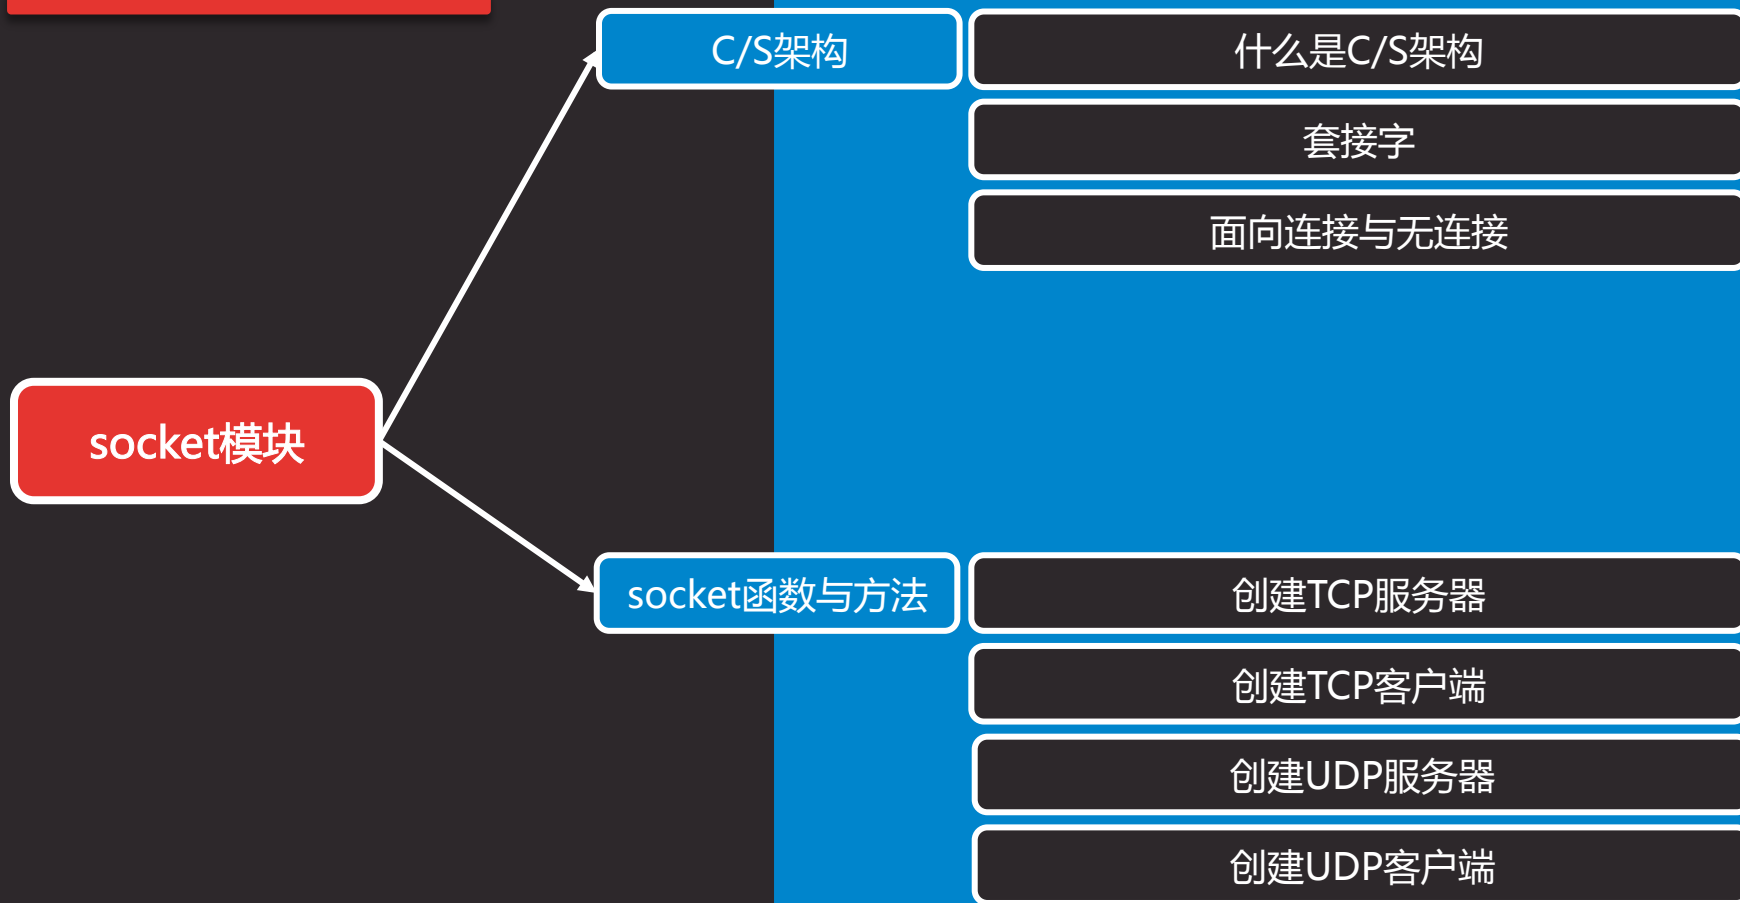 C/S架构
什么是C/S架构
套接字
面向连接与无连接
socket模块
socket函数与方法
创建TCP服务器
创建TCP客户端
创建UDP服务器
创建UDP客户端